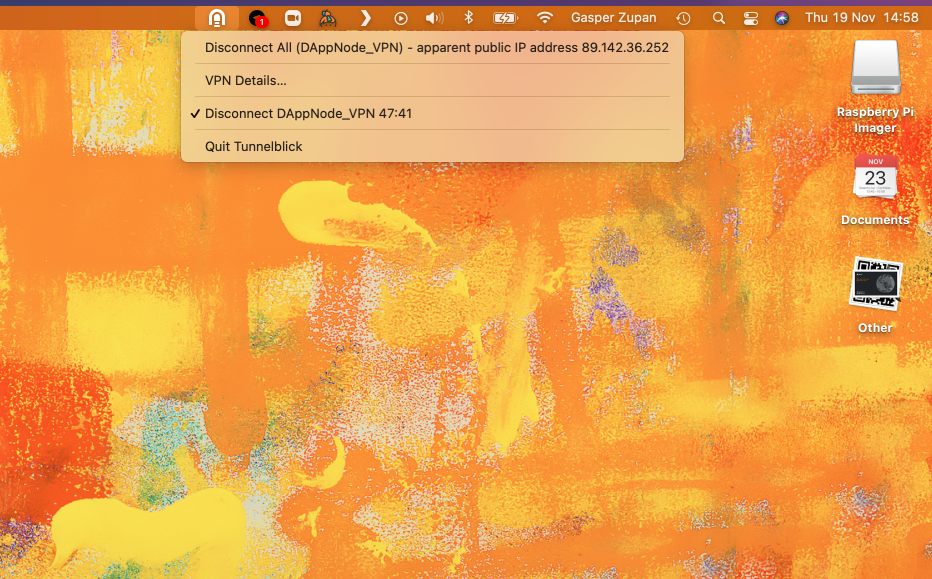 1
Gasper Zupan
Thu 19 Nov 14:58
Disconnect All (DAppNode_VPN) - apparent public IP address 89.142.36.252
VPN Details...
✓ Disconnect DAppNode_VPN 47:41
Quit Tunnelblick
Raspberry Pi
Imager
NOV
23
Documents
Other